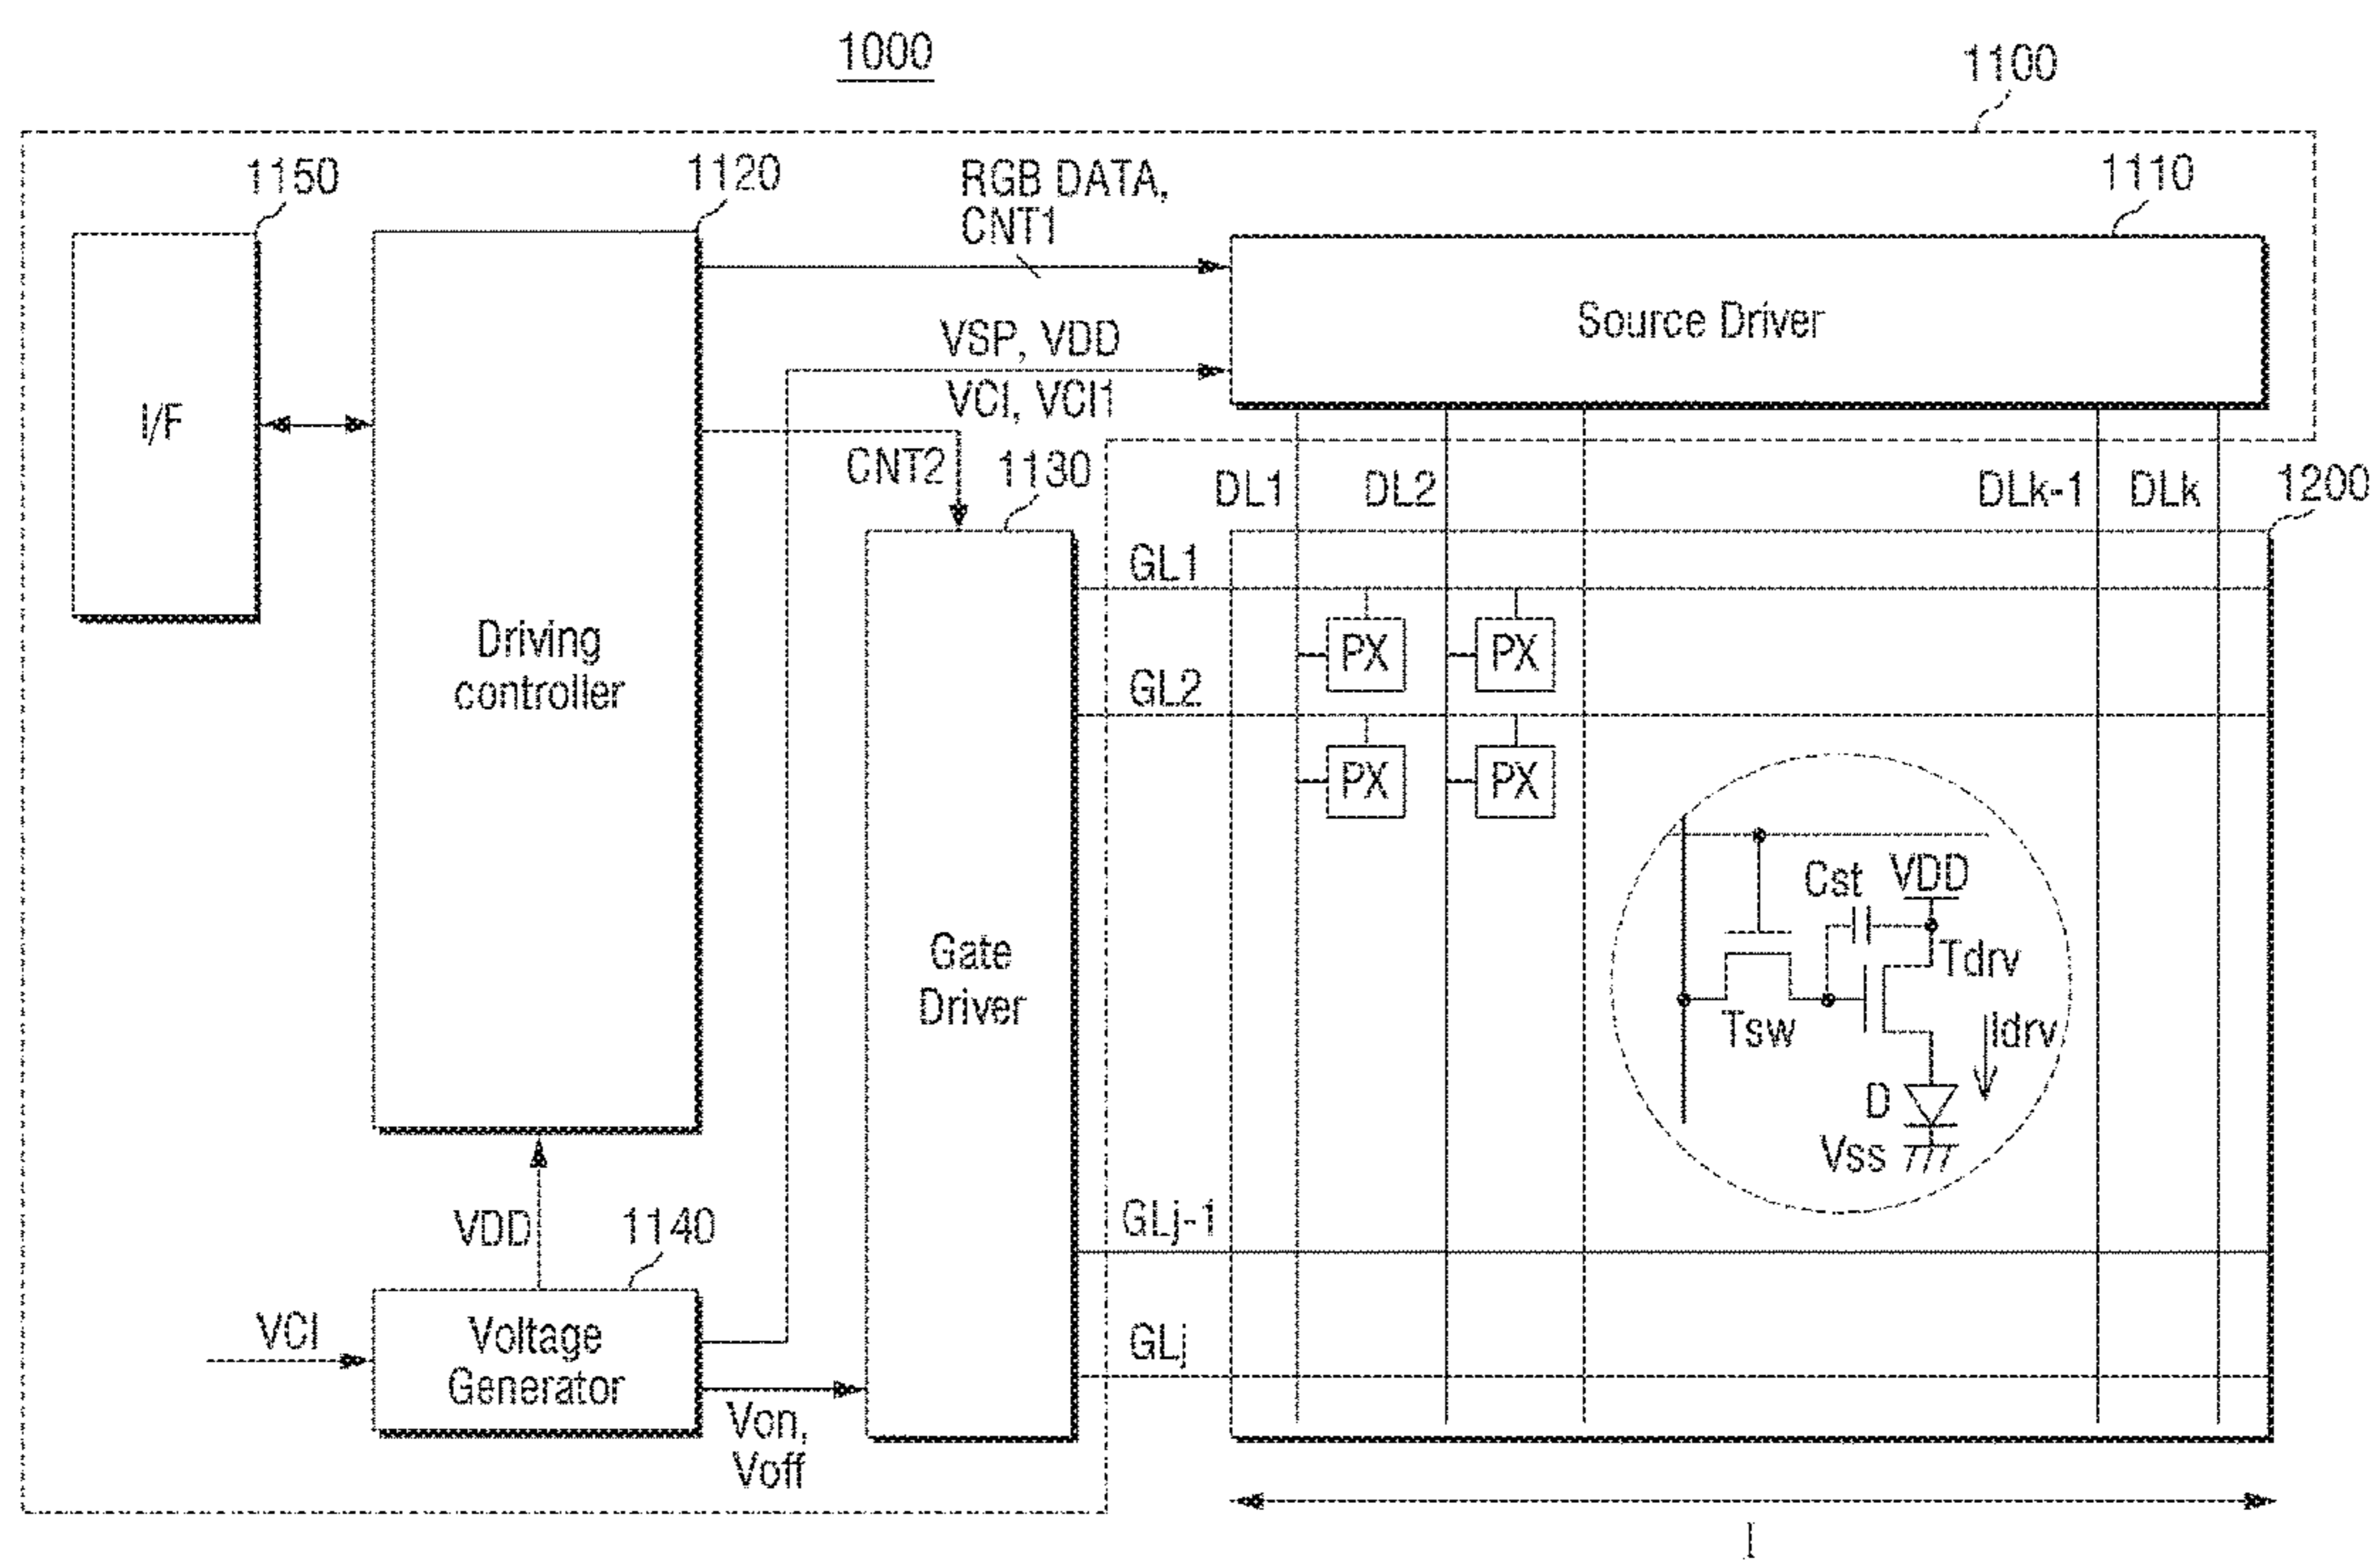 1000
1100
1150
1120
RGB DATA,
CNT1
1110
I/F
Driving
controller
VSP, VDD
VCI, VCI1
Source Driver
CNT2
1130
DL1
DL2
DLk-1
DLk
1200
GL1
PX
PX
GL2
PX
PX
Gate
Driver
Cst
VDD
Tdrv
Tsw
Idrv
D
Vss
VDD
1140
GLj-1
VCI
Voltage
Generator
GLj
Von,
Voff
I